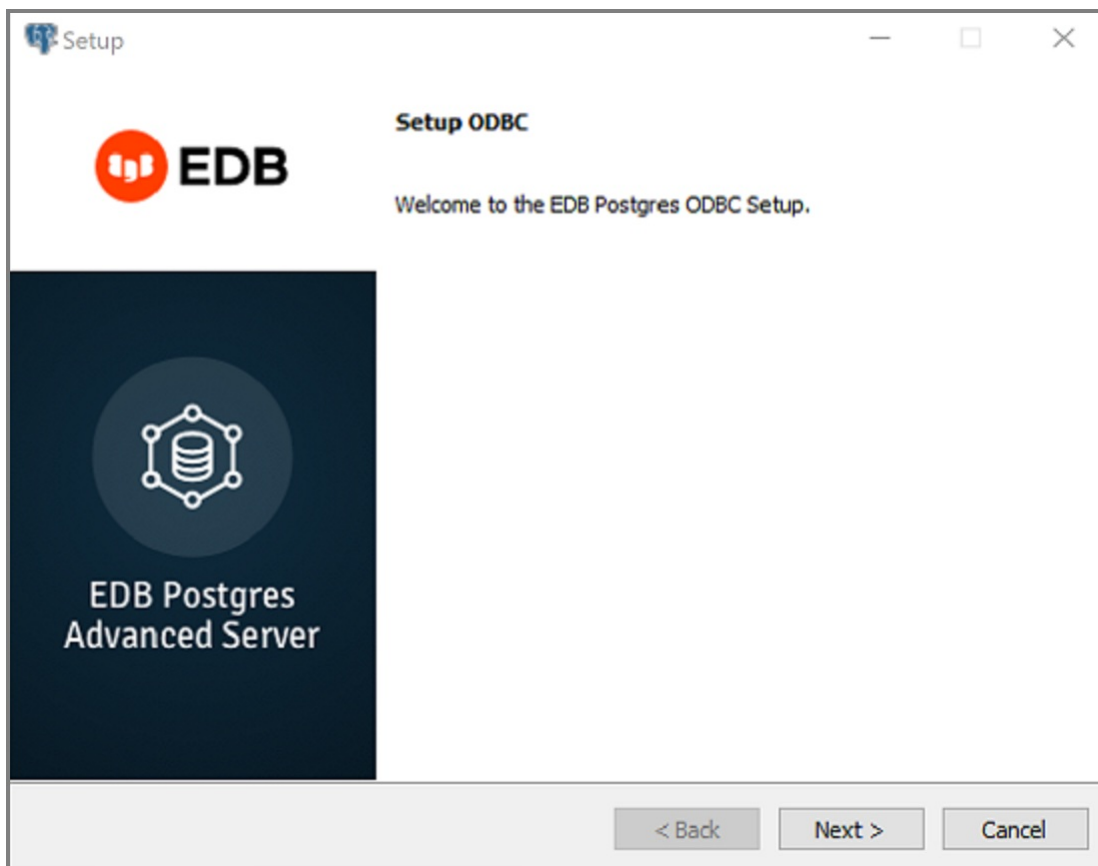 Setup
EDB
Setup ODBC
Welcome to the EDB Postgres ODBC Setup.
EDB Postgres
Advanced Server
< Back
Next >
Cancel